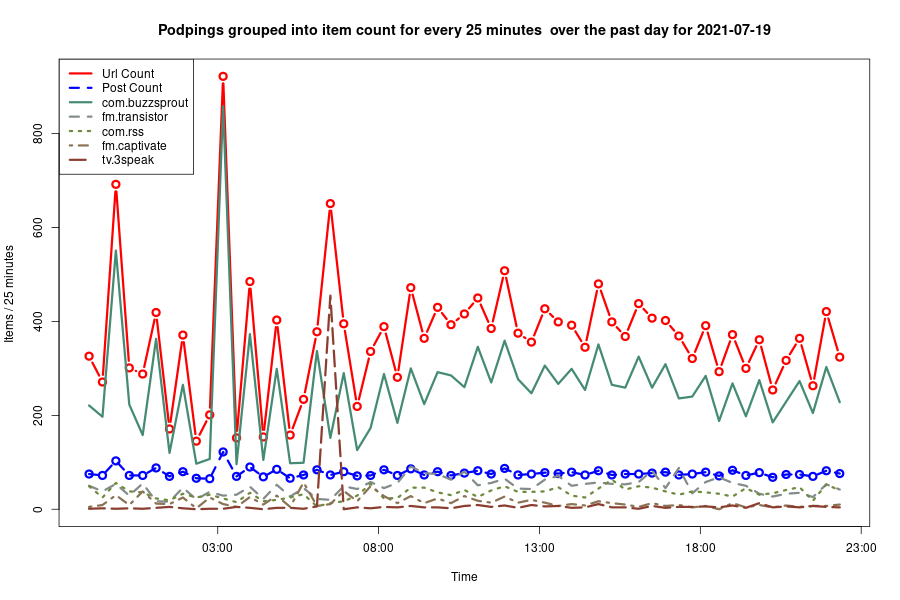 Podpings grouped into item count for every 25 minutes  over the past day for 2021-07-19
Url Count
Post Count
com.buzzsprout
fm.transistor
com.rss
fm.captivate
tv.3speak
Items / 25 minutes
0
200
400
600
800
03:00
08:00
13:00
18:00
23:00
Time